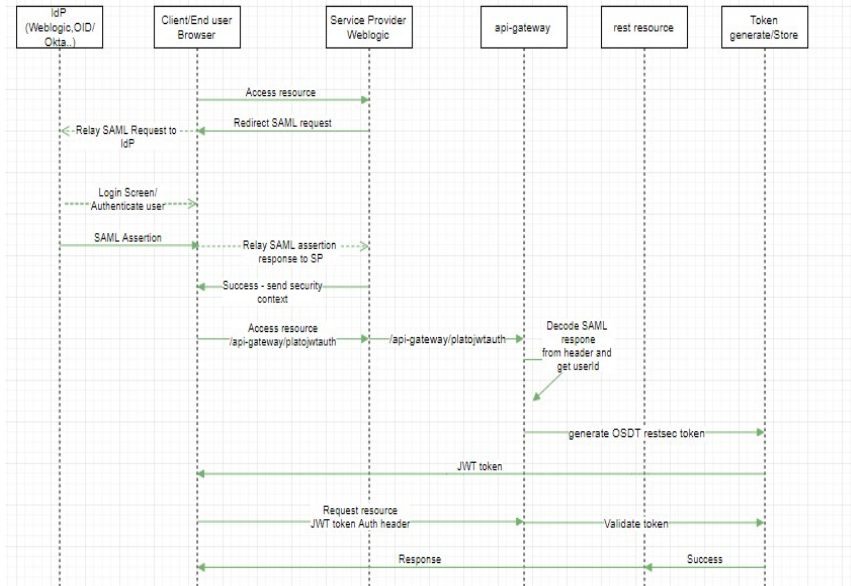 IdP
(Weblogic,OID/
Okta..)
Client/End user
Browser
Service Provider
Weblogic
api-gateway
rest resource
Token
generate/Store
Access resource
Redirect SAML request
Relay SAML Request to
IdP
Login Screen/
Authenticate user
SAML Assertion
Relay SAML assertion
response to SP
Success - send security
context
Access resource
/api-gateway/platojwtauth
/api-gateway/platojwtauth
Decode SAML
respone
from header and
get userId
generate OSDT restsec token
JWT token
Request resource
JWT token Auth header
Validate token
Response
Success